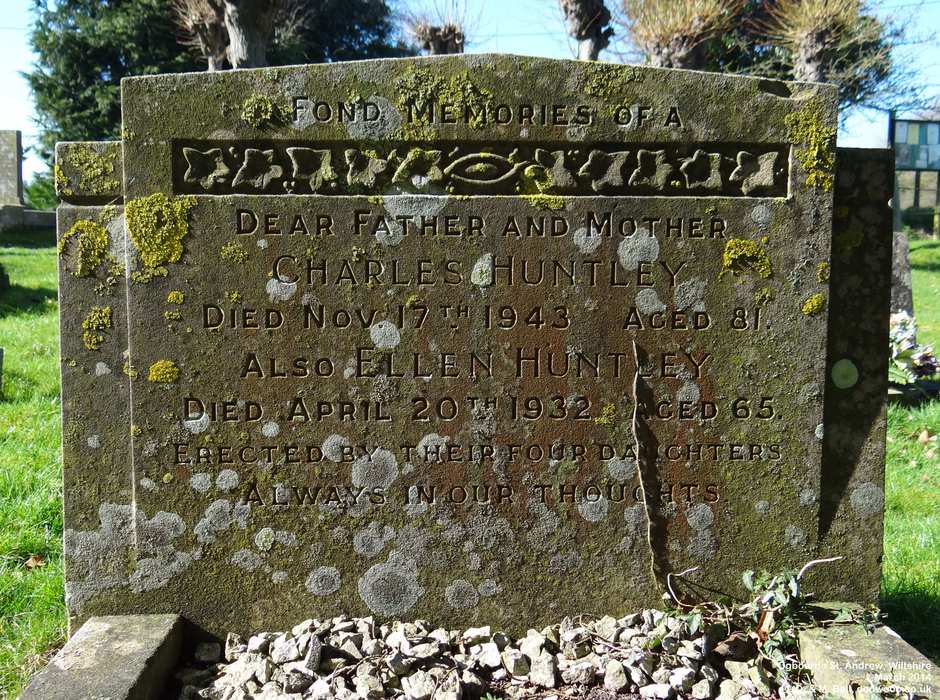 FOND MEMORIES OF A
DEAR FATHER AND MOTHER
CHARLES HUNTLEY
DIED NOV. 17TH 1943 AGED 81.
ALSO ELLEN HUNTLEY
DIED APRIL 20TH 1932 AGED 65.
ERECTED BY THEIR FOUR DAUGHTERS
ALWAYS IN OUR THOUGHTS
Ogbourne St. Andrew, Wiltshire
March 2014